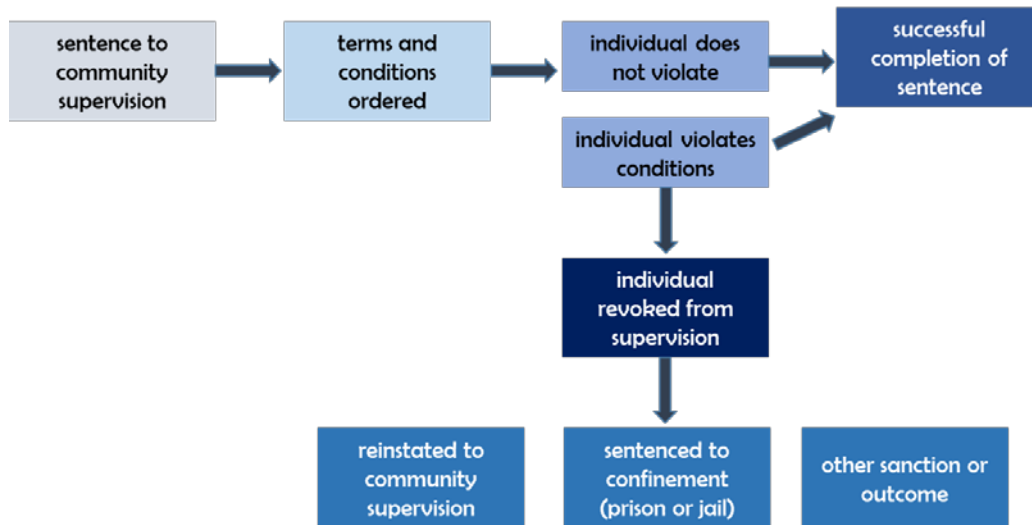 sentence to
community
supervision
terms and
conditions
ordered
individual does
not violate
successful
completion of
sentence
individual violates
conditions
individual
revoked from
supervision
reinstated to
community
supervision
sentenced to
confinement
(prison or jail)
other sanction or
outcome